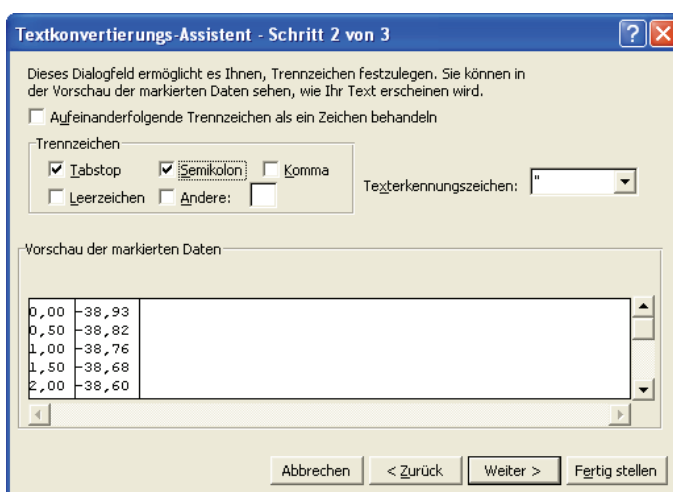 Textkonvertierungs-Assistent - Schritt 2 von 3
Dieses Dialogfeld ermöglicht es Ihnen, Trennzeichen festzulegen. Sie können in
der Vorschau der markierten Daten sehen, wie Ihr Text erscheinen wird.
Aufeinanderfolgende Trennzeichen als ein Zeichen behandeln
Trennzeichen
Tabstop Semikolon Komma
Leerzeichen Andere:
Texterkennungszeichen: "
Vorschau der markierten Daten
0,00 -38,93
0,50 -38,82
1,00 -38,76
1,50 -38,68
2,00 -38,60
Abbrechen < Zurück Weiter > Fertig stellen